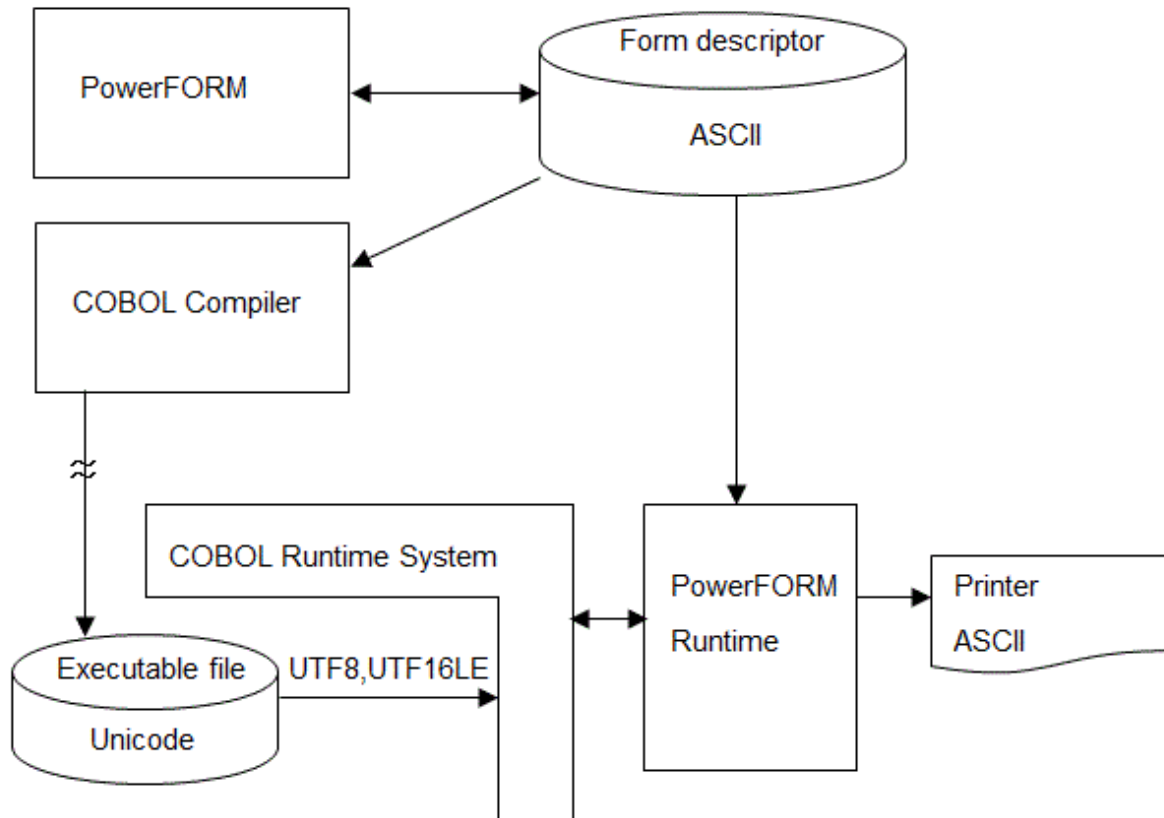 Form descriptor
PowerFORM
ASCII
COBOL Compiler
COBOL Runtime System
PowerFORM
Runtime
Printer
ASCII
Executable file
UTF8,UTF16LE
Unicode